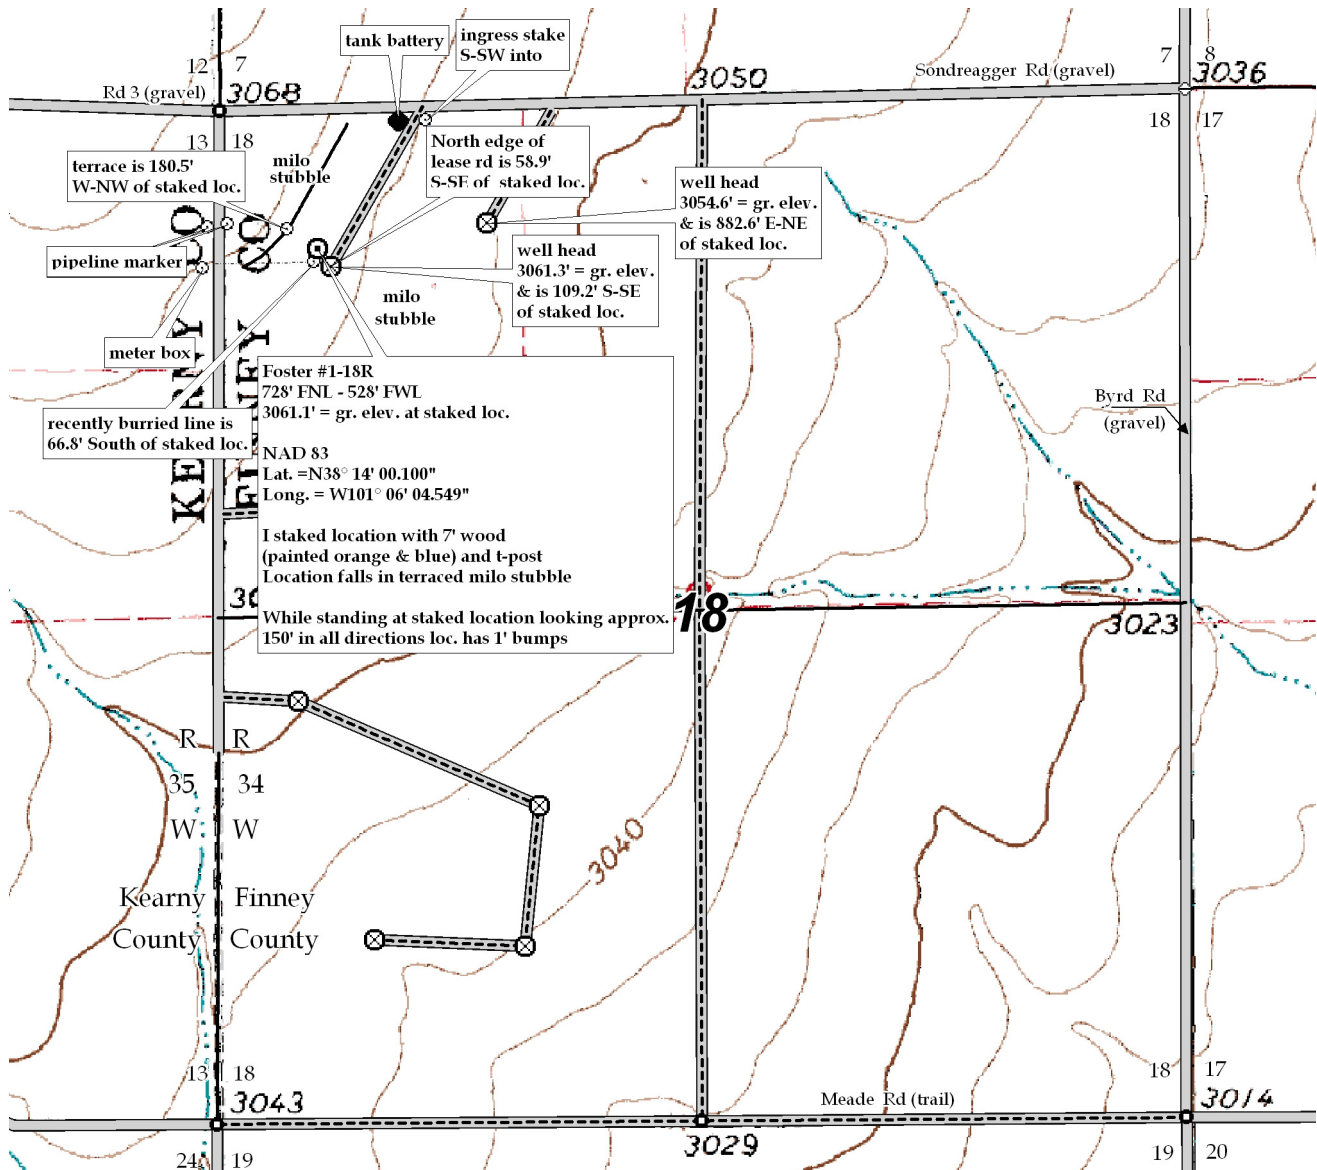 tank battery
ingress stake
S-SW into
12
7
Rd 3 (gravel)
3068
3050
Sondreagger Rd (gravel)
7
8
3036
13
18
18
17
terrace is 180.5'
W-NW of staked loc.
milo
stubble
North edge of
lease rd is 58.9'
S-SE of staked loc.
well head
3054.6' = gr. elev.
& is 882.6' E-NE
of staked loc.
CO
CO
pipeline marker
well head
3061.3' = gr. elev.
& is 109.2' S-SE
of staked loc.
milo
stubble
meter box
KEARNY
FINNEY
Foster #1-18R
728' FNL - 528' FWL
3061.1' = gr. elev. at staked loc.
NAD 83
Lat. =N38° 14' 00.100"
Long. = W101° 06' 04.549"
I staked location with 7' wood
(painted orange & blue) and t-post
Location falls in terraced milo stubble
While standing at staked location looking approx.
150' in all directions loc. has 1' bumps
recently burried line is
66.8' South of staked loc.
Byrd Rd
(gravel)
18
3023
R
R
35
34
W
W
3040
Kearny
Finney
County
County
13
18
18
17
3043
Meade Rd (trail)
3014
3029
24
19
19
20